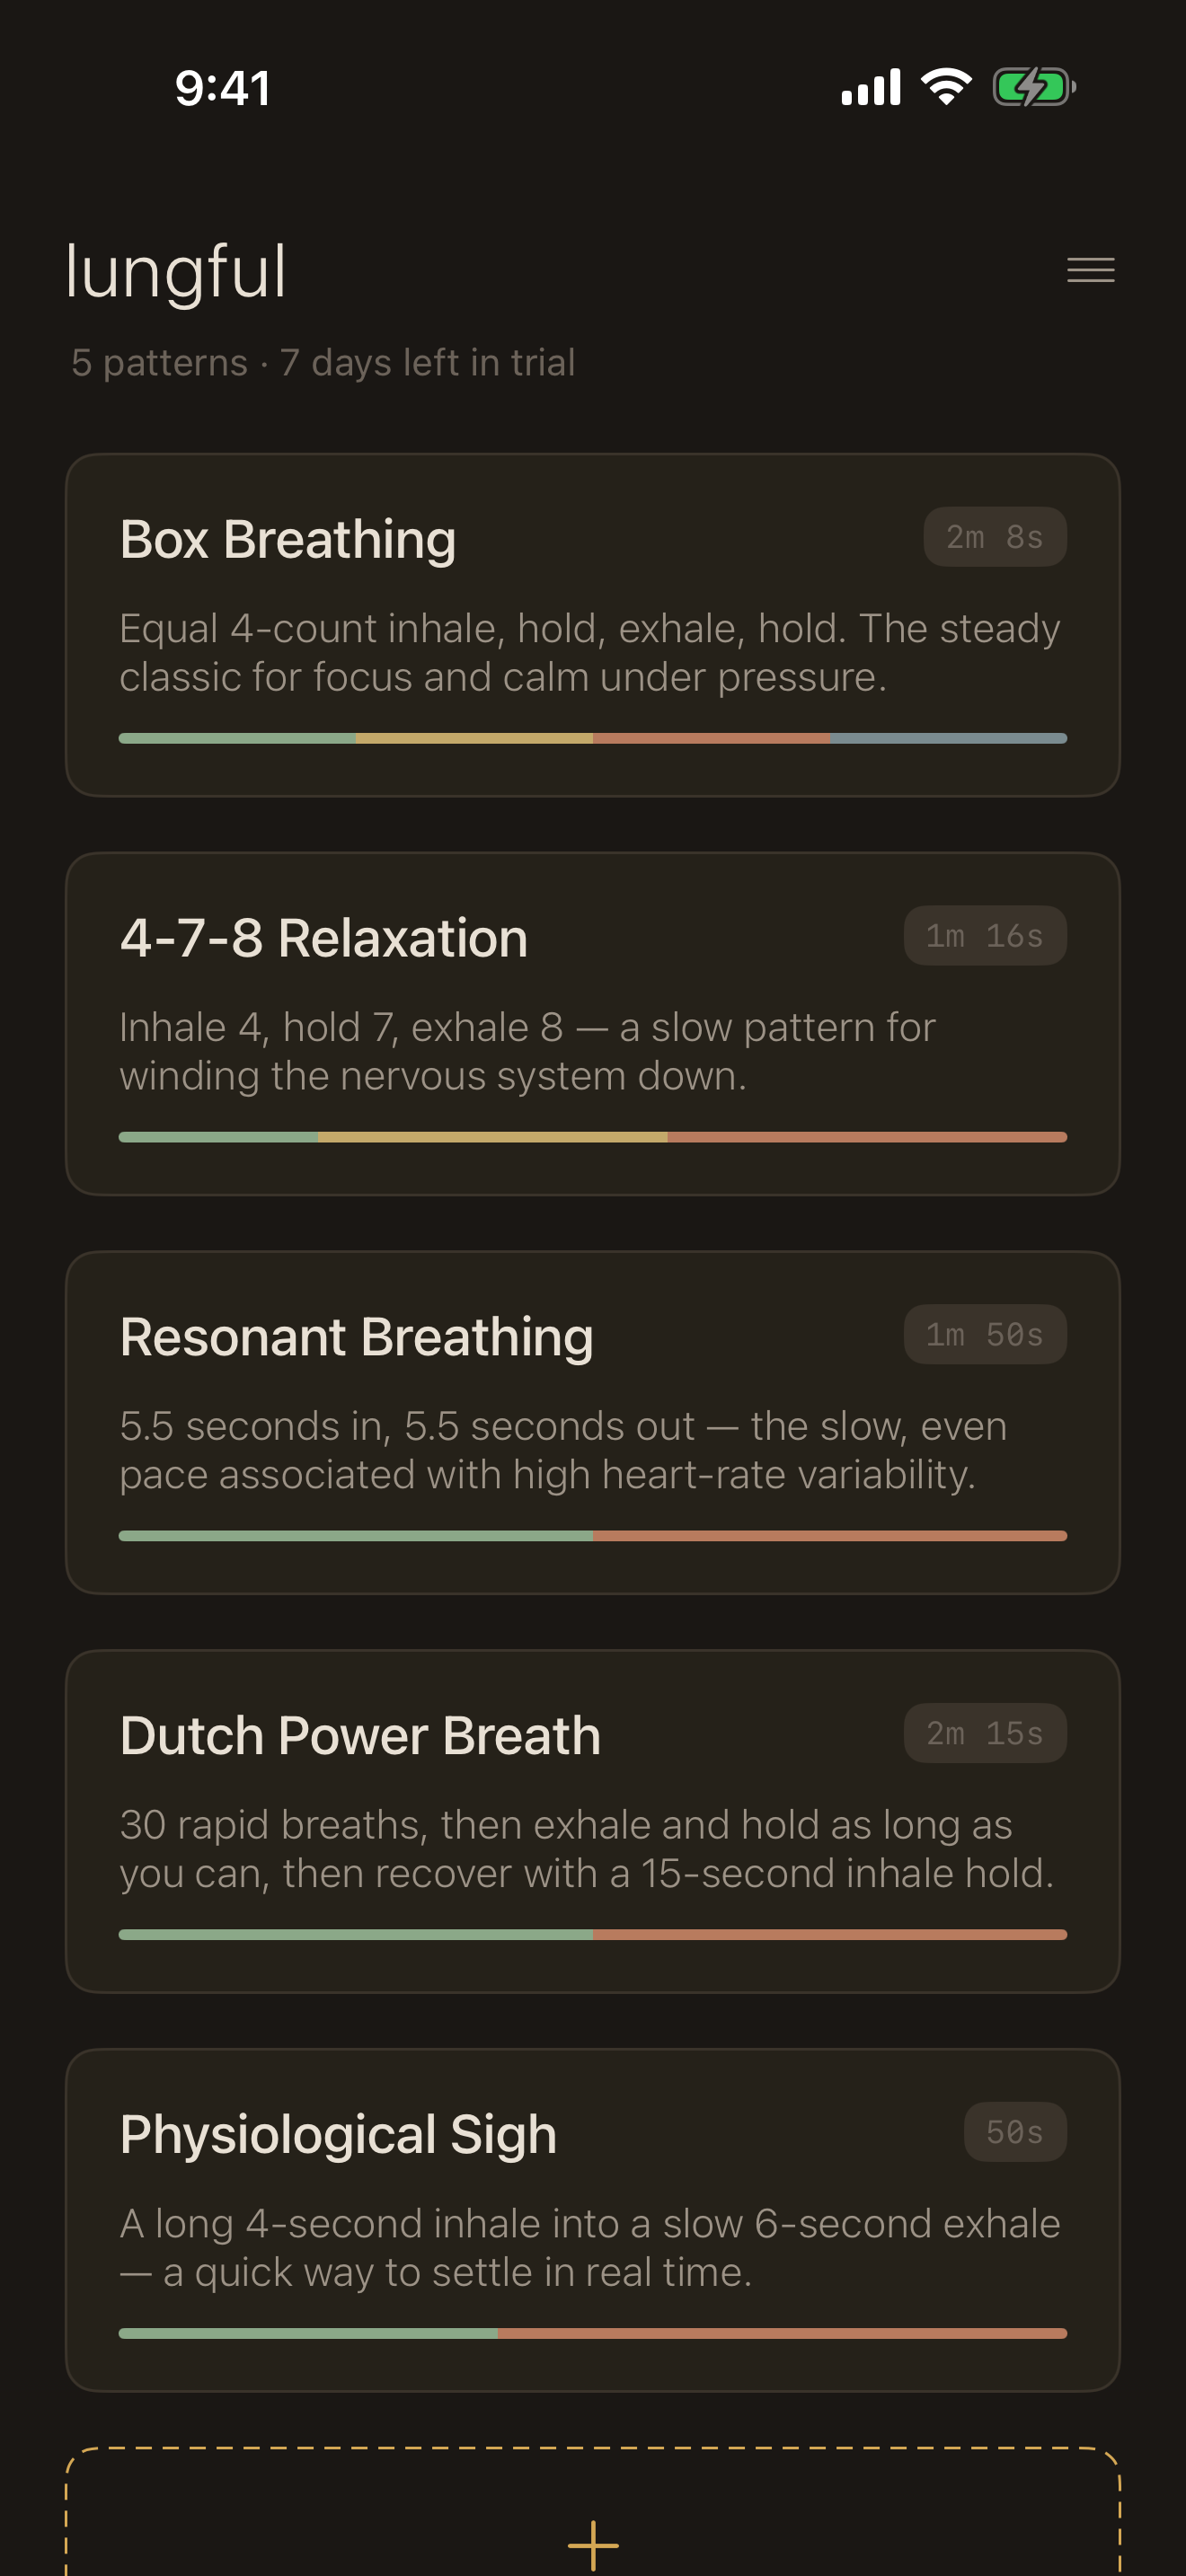 9:41
lungful
5 patterns · 7 days left in trial
Box Breathing
2m 8s
Equal 4-count inhale, hold, exhale, hold. The steady
classic for focus and calm under pressure.
4-7-8 Relaxation
1m 16s
Inhale 4, hold 7, exhale 8 — a slow pattern for
winding the nervous system down.
Resonant Breathing
1m 50s
5.5 seconds in, 5.5 seconds out — the slow, even
pace associated with high heart-rate variability.
Dutch Power Breath
2m 15s
30 rapid breaths, then exhale and hold as long as
you can, then recover with a 15-second inhale hold.
Physiological Sigh
50s
A long 4-second inhale into a slow 6-second exhale
— a quick way to settle in real time.